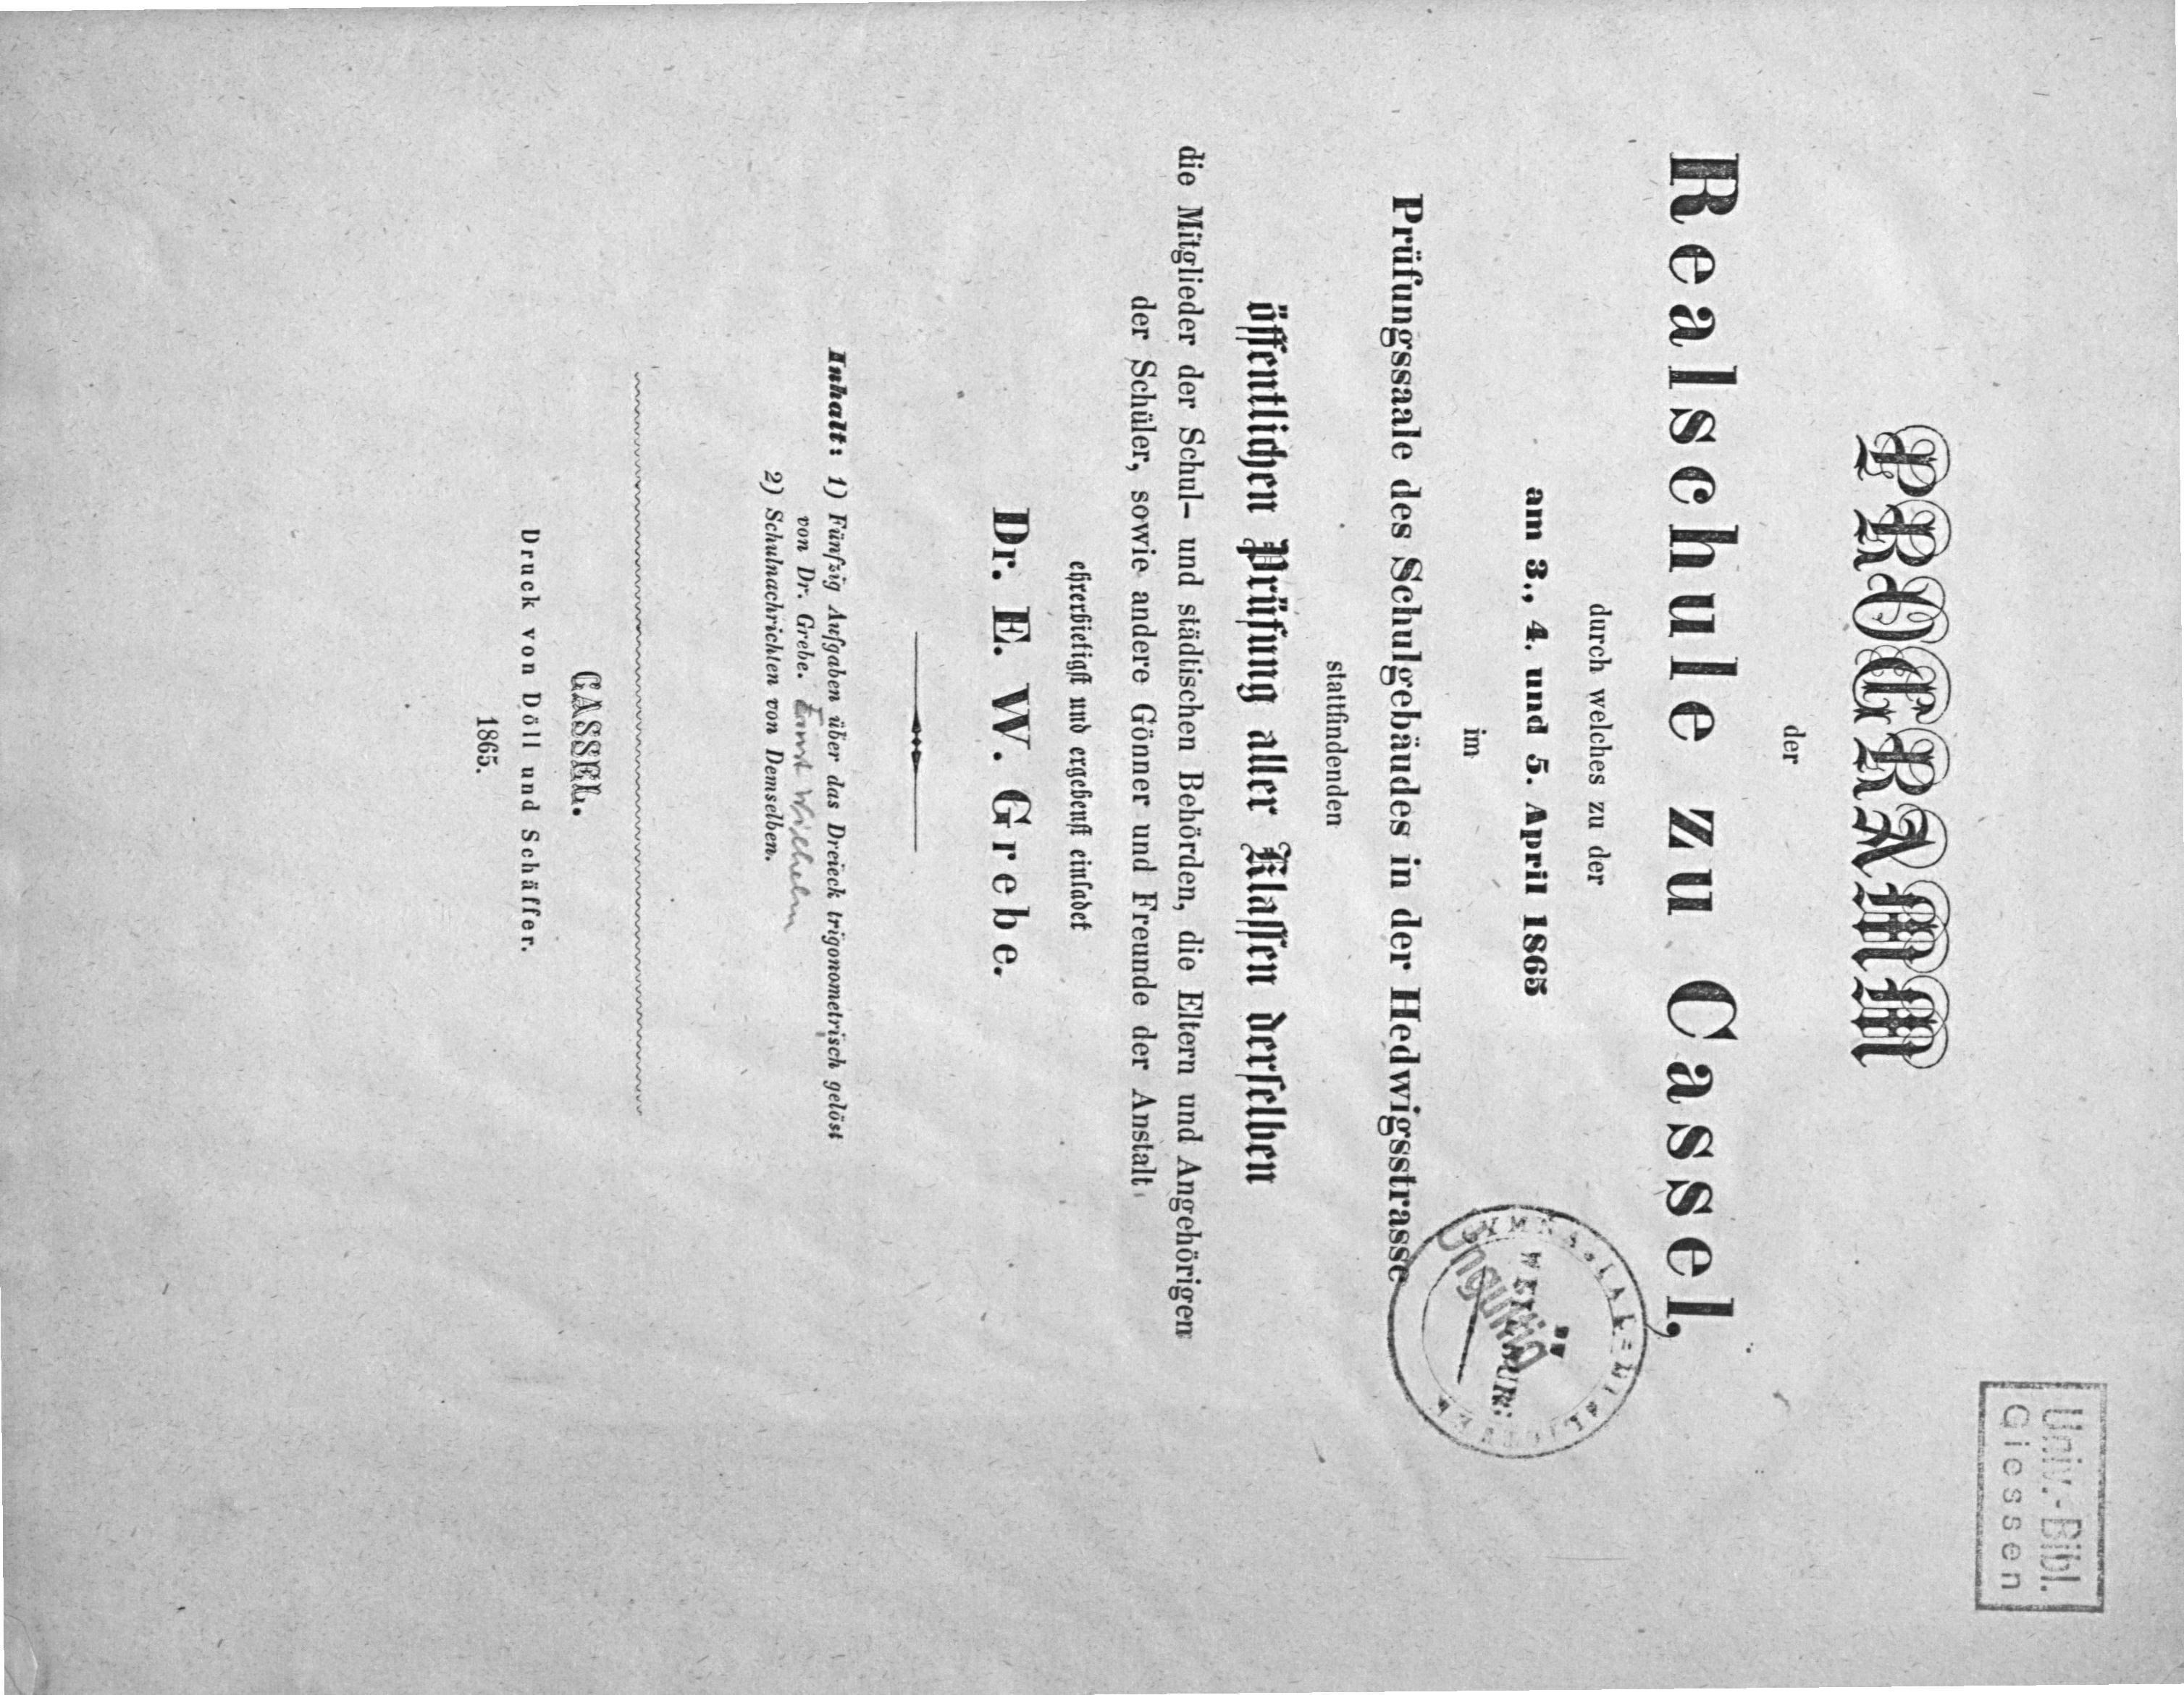 Univ.-Bibl.
Giessen
PROGRAMM
der
Realschule zu Cassel,
durch welches zu der
am 3., 4. und 5. April 1865
im
Prüfungssaale des Schulgebäudes in der Hedwigsstrasse
stattfindenden
öffentlichen Prüfung aller Klassen derselben
die Mitglieder der Schul- und städtischen Behörden, die Eltern und Angehörigen
der Schüler, sowie andere Gönner und Freunde der Anstalt
ehrerbietigst und ergebenst einladet
Dr. E. W. Grebe.
Inhalt: 1) Fünfzig Aufgaben über das Dreieck trigonometrisch gelöst
von Dr. Grebe. Ernst Wilhelm
2) Schulnachrichten von Demselben.
CASSEL.
Druck von Döll und Schäffer.
1865.
Ungültig